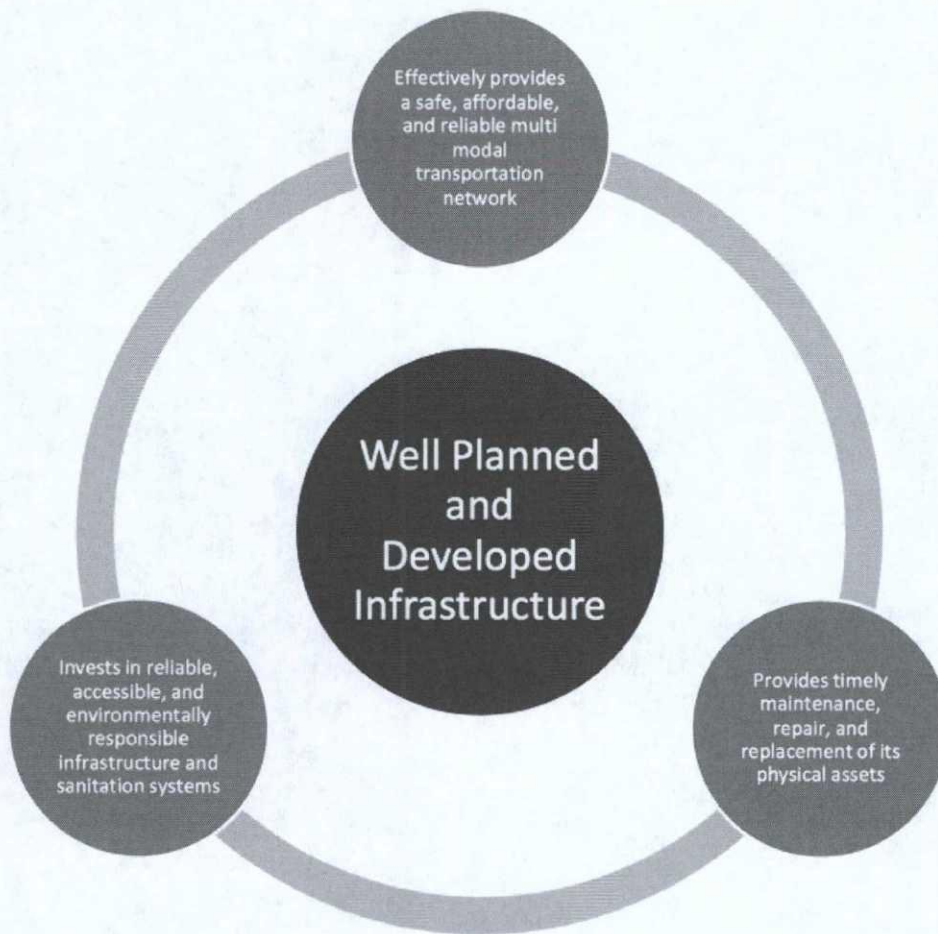 Effectively provides
a safe, affordable,
and reliable multi
modal
transportation
network
Well Planned
and
Developed
Infrastructure
Invests in reliable,
accessible, and
environmentally
responsible
infrastructure and
sanitation systems
Provides timely
maintenance,
repair, and
replacement of its
physical assets